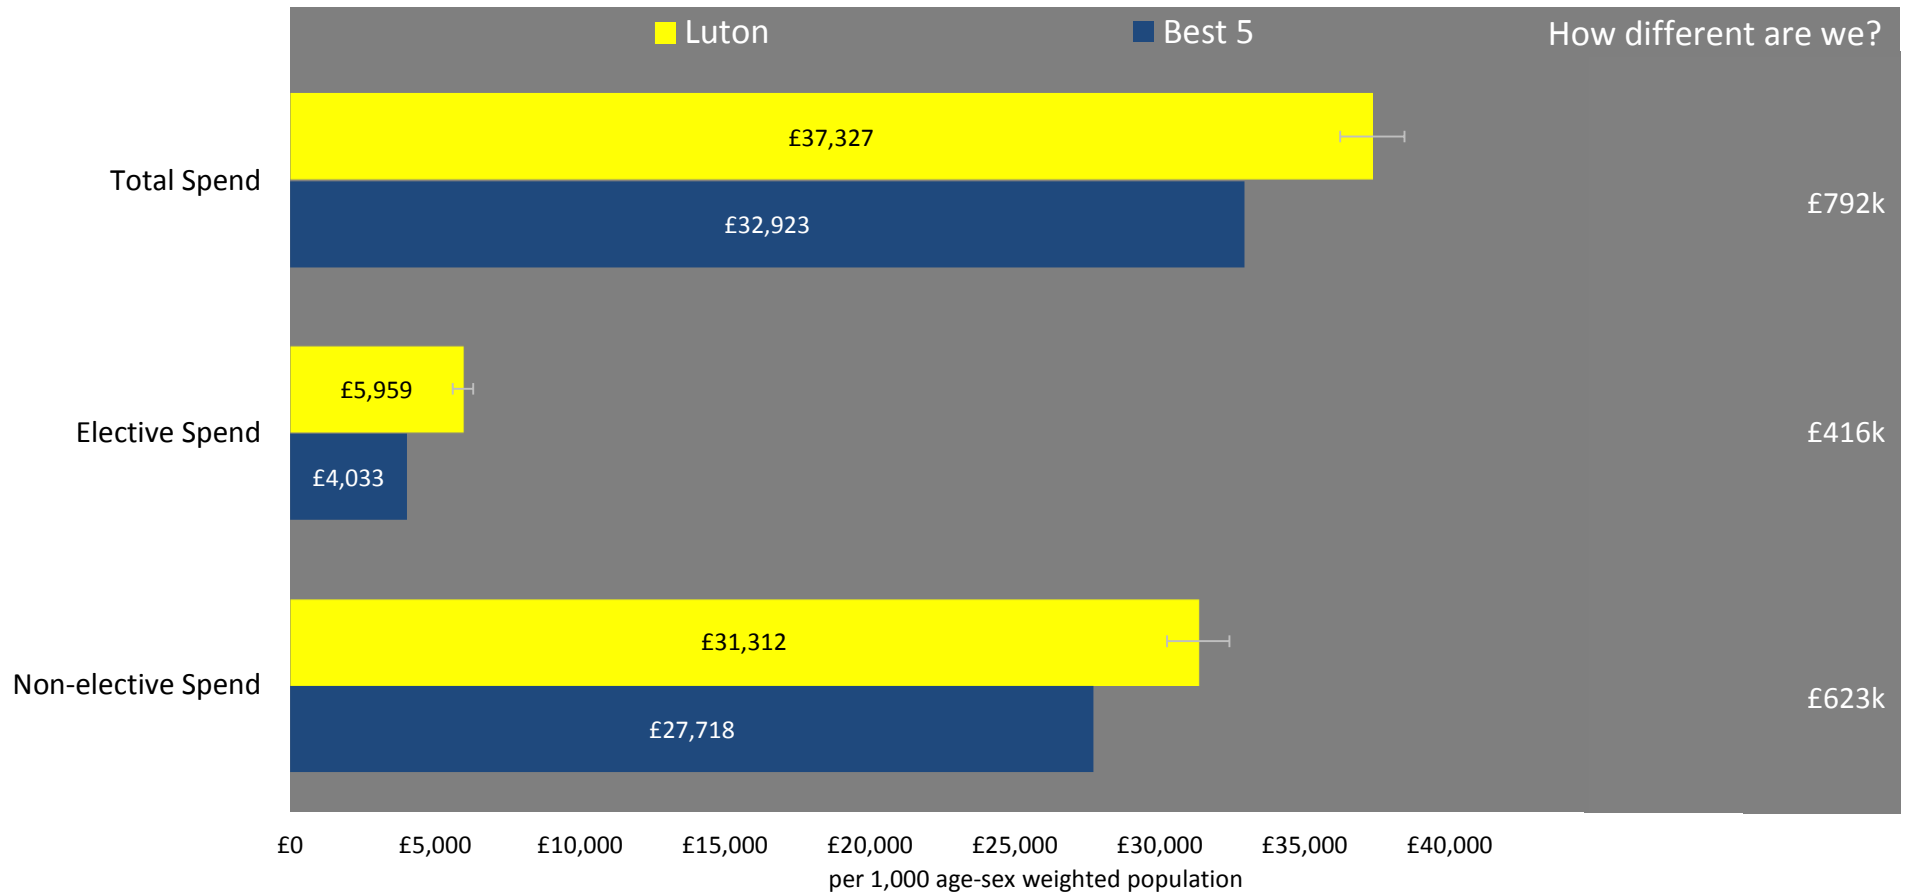 Luton Best 5 How different are we?
Total Spend
£37,327
£32,923
£792k
Elective Spend
£5,959
£4,033
£416k
Non-elective Spend
£31,312
£27,718
£623k
£0 £5,000 £10,000 £15,000 £20,000 £25,000 £30,000 £35,000 £40,000
per 1,000 age-sex weighted population